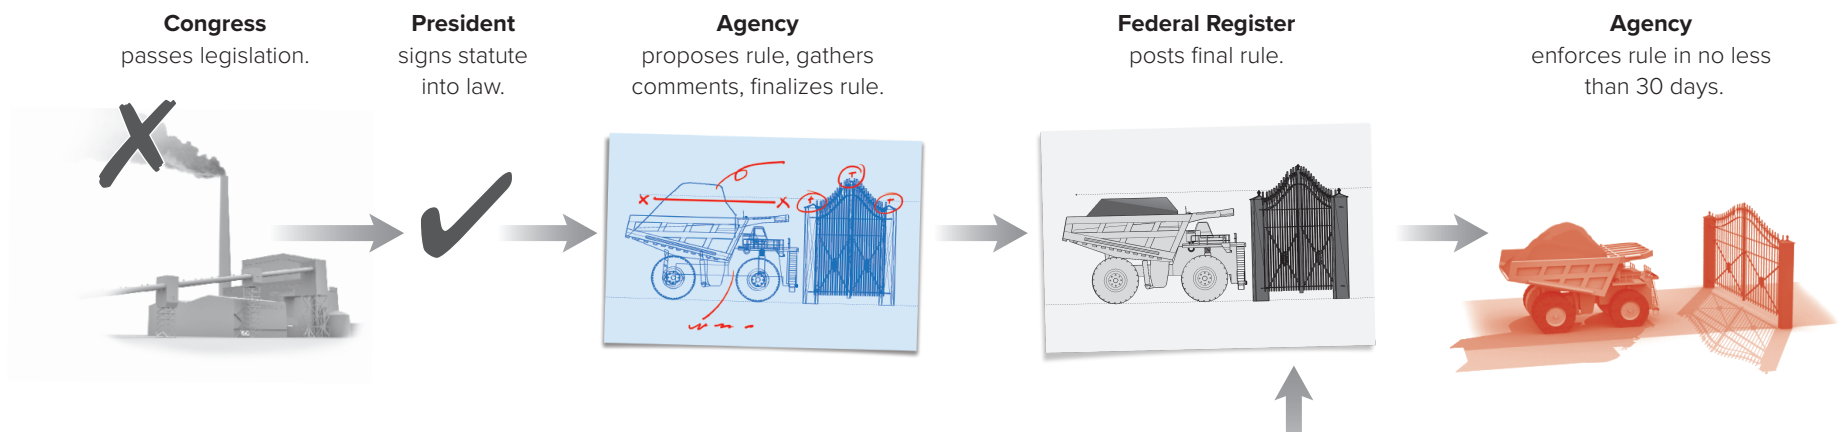 Congress
passes legislation.
President
signs statute
into law.
Agency
proposes rule, gathers
comments, finalizes rule.
Federal Register
posts final rule.
Agency
enforces rule in no less
than 30 days.